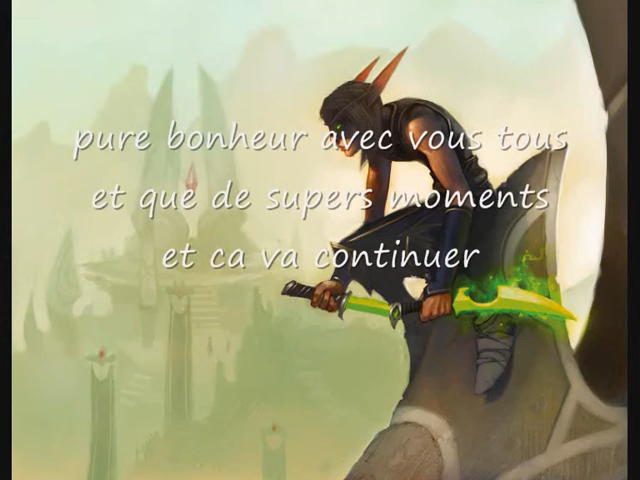 pure bonheur avec vous tous
et que de supers moments
et ca va continuer